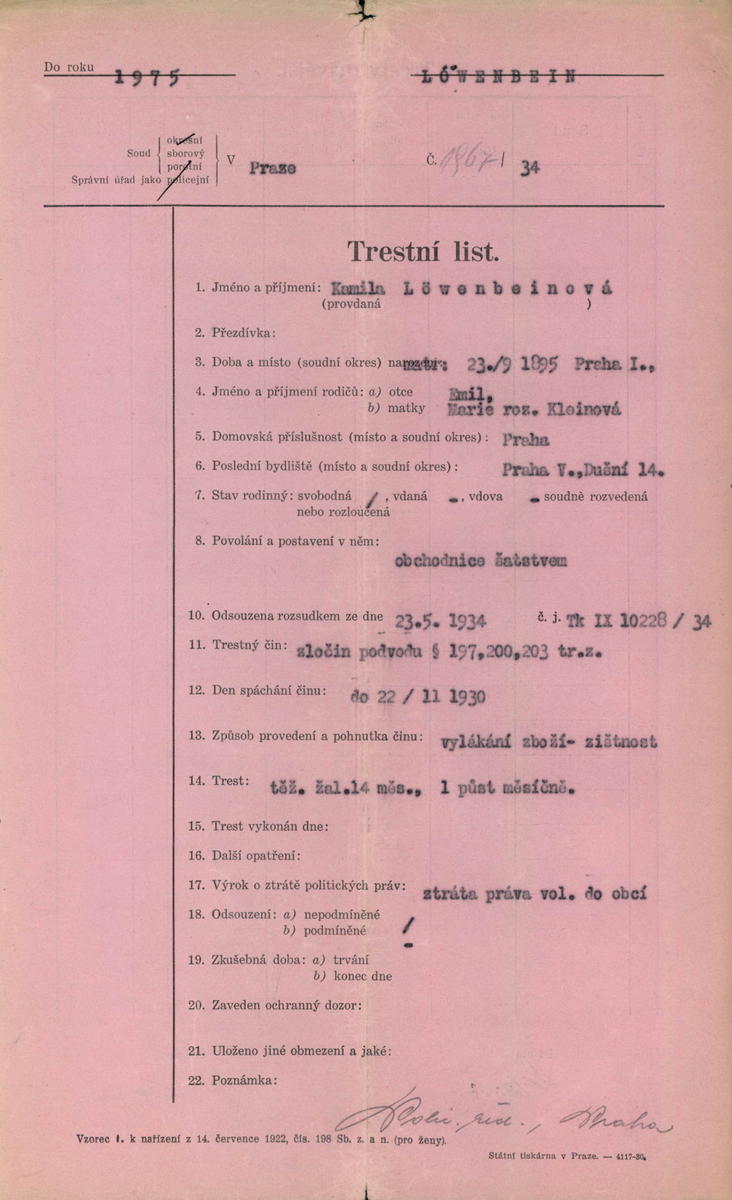 Do roku 1975 LÖWENBEIN
Soud okresní
sborový
porotní
Správní úřad jako policejní
V Praze Č. 1967/34
Trestní list.
1. Jméno a příjmení: Kamila Löwenbeinová
(provdaná )
2. Přezdívka:
3. Doba a místo (soudní okres) naroz.: 23./9 1895 Praha I.,
4. Jméno a příjmení rodičů: a) otce Emil,
b) matky Marie roz. Kleinová
5. Domovská příslušnost (místo a soudní okres): Praha
6. Poslední bydliště (místo a soudní okres): Praha V.,Dušní 14.
7. Stav rodinný: svobodná /, vdaná -, vdova - soudně rozvedená
nebo rozloučená
8. Povolání a postavení v něm:
obchodnice šatstvem
10. Odsouzena rozsudkem ze dne 23.5. 1934 č. j. Tk IX 10228/34
11. Trestný čin: zločin podvodu § 197,200,203 tr.z.
12. Den spáchání činu: do 22/11 1930
13. Způsob provedení a pohnutka činu: vylákání zboží- zištnost
14. Trest: těž. žal.14 měs., 1 půst měsíčně.
15. Trest vykonán dne:
16. Další opatření:
17. Výrok o ztrátě politických práv: ztráta práva vol. do obcí
18. Odsouzení: a) nepodmíněné /
b) podmíněné -
19. Zkušebná doba: a) trvání
b) konec dne
20. Zaveden ochranný dozor:
21. Uloženo jiné obmezení a jaké:
22. Poznámka:
Polic. řed., Praha
Vzorec 1. k nařízení z 14. července 1922, čís. 198 Sb. z. a n. (pro ženy).
Státní tiskárna v Praze. — 4117-30.